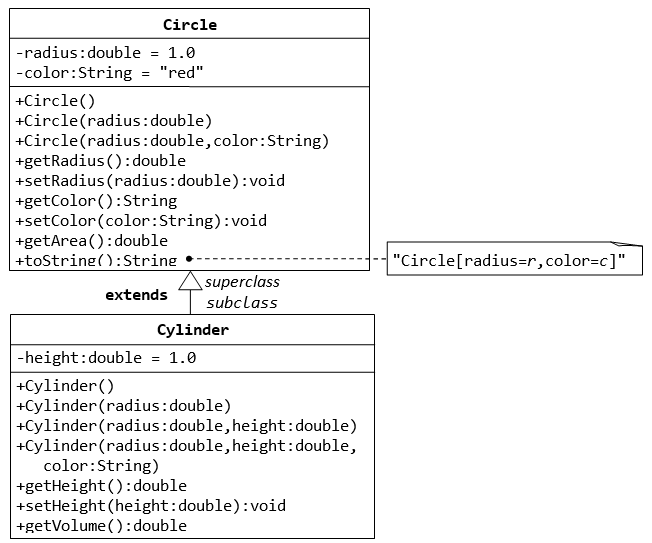 Circle
-radius:double = 1.0
-color:String = "red"
+Circle()
+Circle(radius:double)
+Circle(radius:double,color:String)
+getRadius():double
+setRadius(radius:double):void
+getColor():String
+setColor(color:String):void
+getArea():double
+toString():String
"Circle[radius=r,color=c]"
superclass
extends
subclass
Cylinder
-height:double = 1.0
+Cylinder()
+Cylinder(radius:double)
+Cylinder(radius:double,height:double)
+Cylinder(radius:double,height:double,
color:String)
+getHeight():double
+setHeight(height:double):void
+getVolume():double